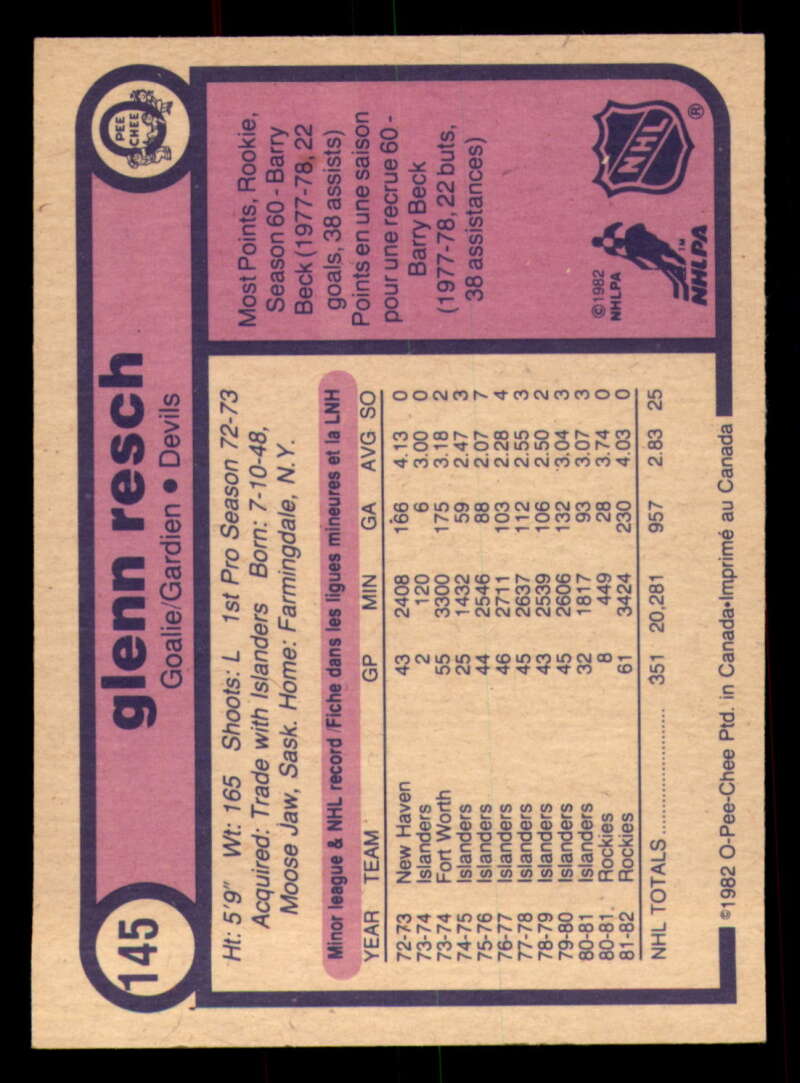 145
glenn resch
Goalie/Gardien • Devils
O
PEE
CHEE
Ht: 5'9" Wt: 165 Shoots: L 1st Pro Season 72-73
Acquired: Trade with Islanders Born: 7-10-48,
Moose Jaw, Sask. Home: Farmingdale, N.Y.
Minor league & NHL record/Fiche dans les ligues mineures et la LNH
YEAR TEAM GP MIN GA AVG SO
72-73 New Haven 43 2408 166 4.13 0
73-74 Islanders 2 120 6 3.00 0
73-74 Fort Worth 55 3300 175 3.18 2
74-75 Islanders 25 1432 59 2.47 3
75-76 Islanders 44 2546 88 2.07 7
76-77 Islanders 46 2711 103 2.28 4
77-78 Islanders 45 2637 112 2.55 3
78-79 Islanders 43 2539 106 2.50 2
79-80 Islanders 45 2606 132 3.04 3
80-81 Islanders 32 1817 93 3.07 3
80-81. Rockies 8 449 28 3.74 0
81-82 Rockies 61 3424 230 4.03 0
NHL TOTALS .................... 351 20,281 957 2.83 25
Most Points, Rookie,
Season 60 - Barry
Beck (1977-78, 22
goals, 38 assists)
Points en une saison
pour une recrue 60 -
Barry Beck
(1977-78, 22 buts,
38 assistances)
©1982
NHLPA
TM
NHLPA
NHL
®
©1982 O-Pee-Chee Ptd. in Canada•Imprimé au Canada